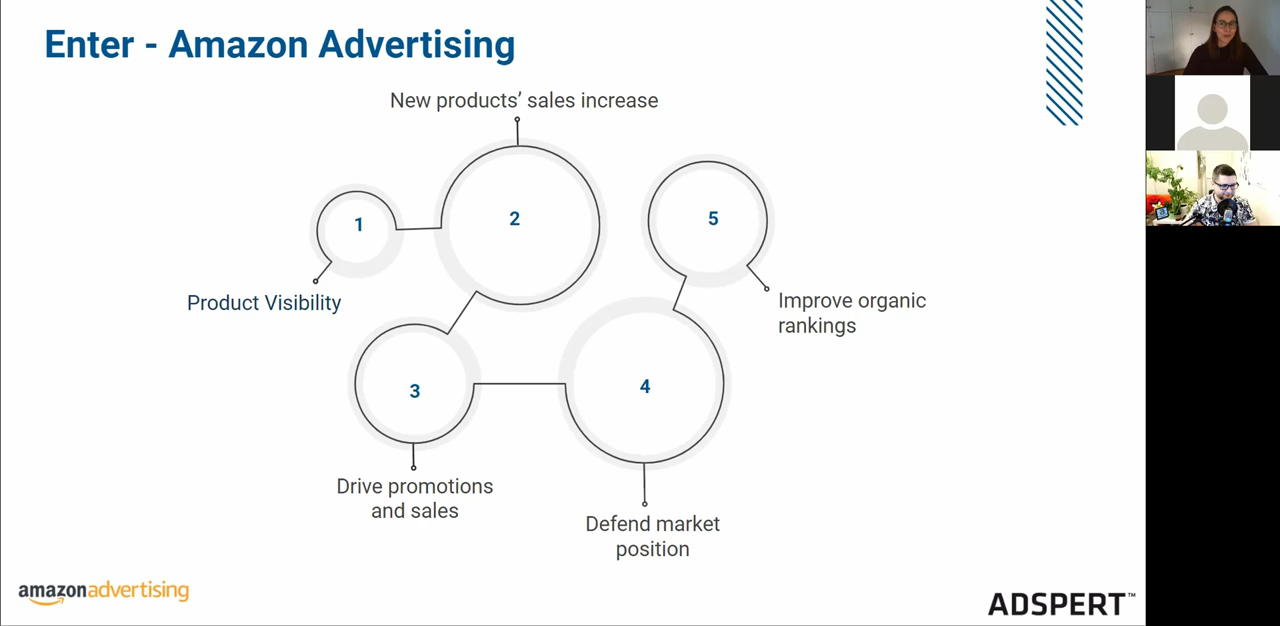 Enter - Amazon Advertising
New products’ sales increase
1
2
5
Product Visibility
Improve organic
rankings
3
4
Drive promotions
and sales
Defend market
position
amazonadvertising
ADSPERT™